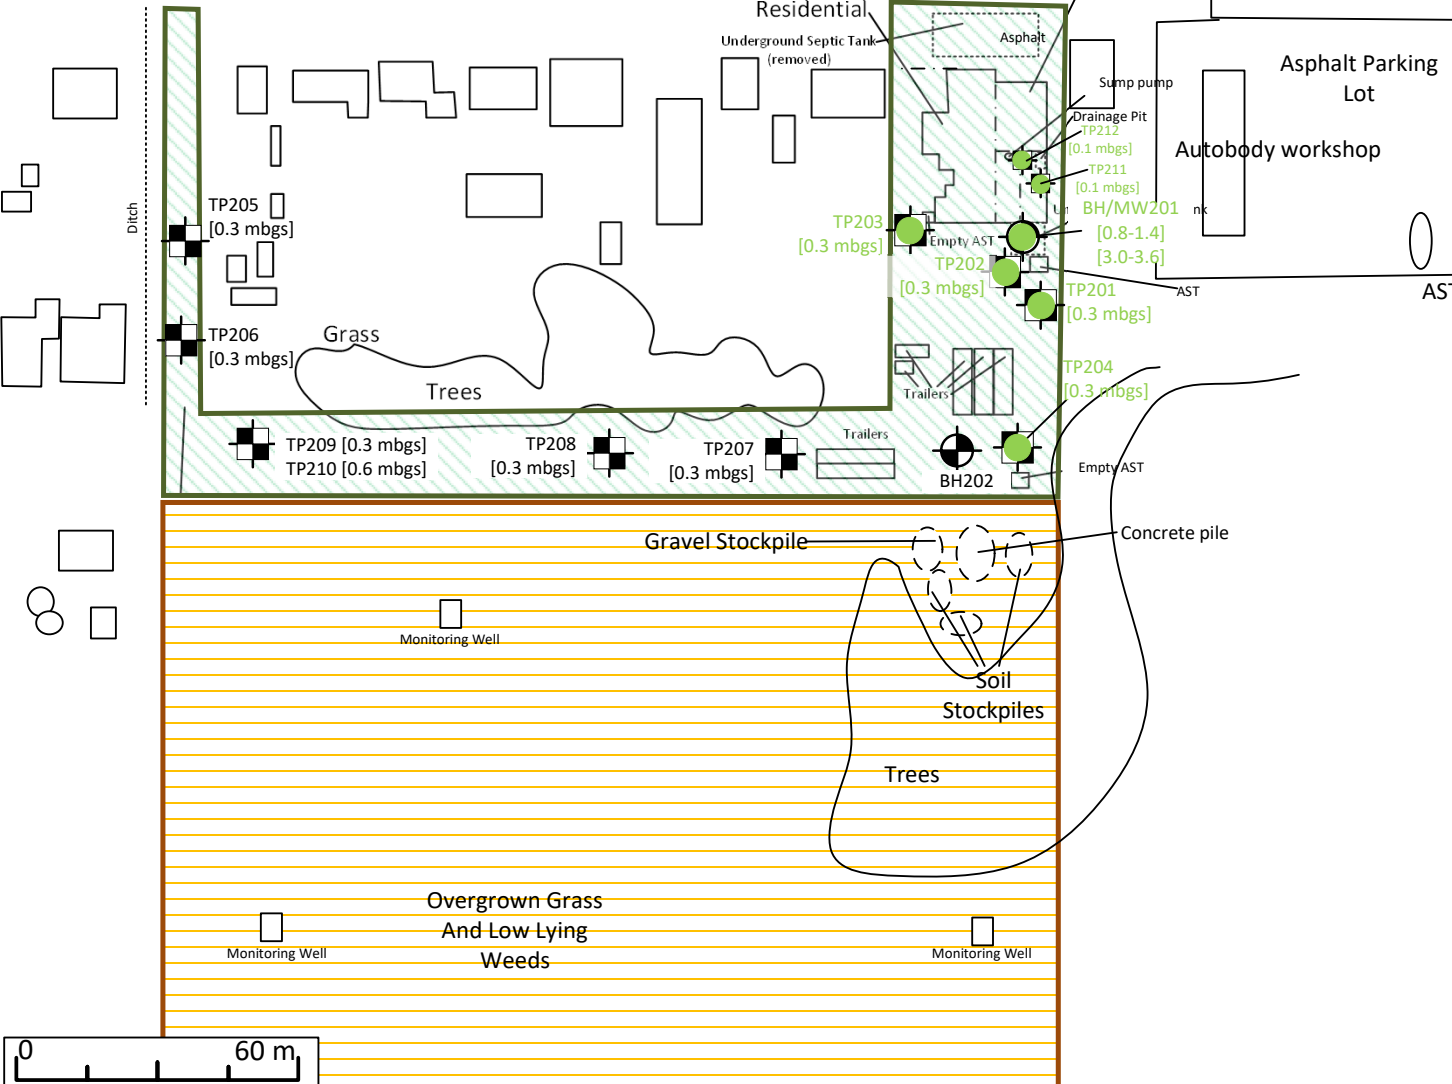 Residential
Underground Septic Tank
(removed)
Asphalt
Sump pump
Drainage Pit
TP212
[0.1 mbgs]
TP211
[0.1 mbgs]
Asphalt Parking
Lot
Autobody workshop
Ditch
TP205
[0.3 mbgs]
TP203
[0.3 mbgs]
Empty AST
BH/MW201
[0.8-1.4]
[3.0-3.6]
nk
TP202
[0.3 mbgs]
AST
TP201
[0.3 mbgs]
AST
TP206
[0.3 mbgs]
Grass
Trees
Trailers
TP204
[0.3 mbgs]
TP209 [0.3 mbgs]
TP210 [0.6 mbgs]
TP208
[0.3 mbgs]
TP207
[0.3 mbgs]
Trailers
BH202
Empty AST
Gravel Stockpile
Concrete pile
Monitoring Well
Soil
Stockpiles
Trees
Overgrown Grass
And Low Lying
Weeds
Monitoring Well
Monitoring Well
0
60 m